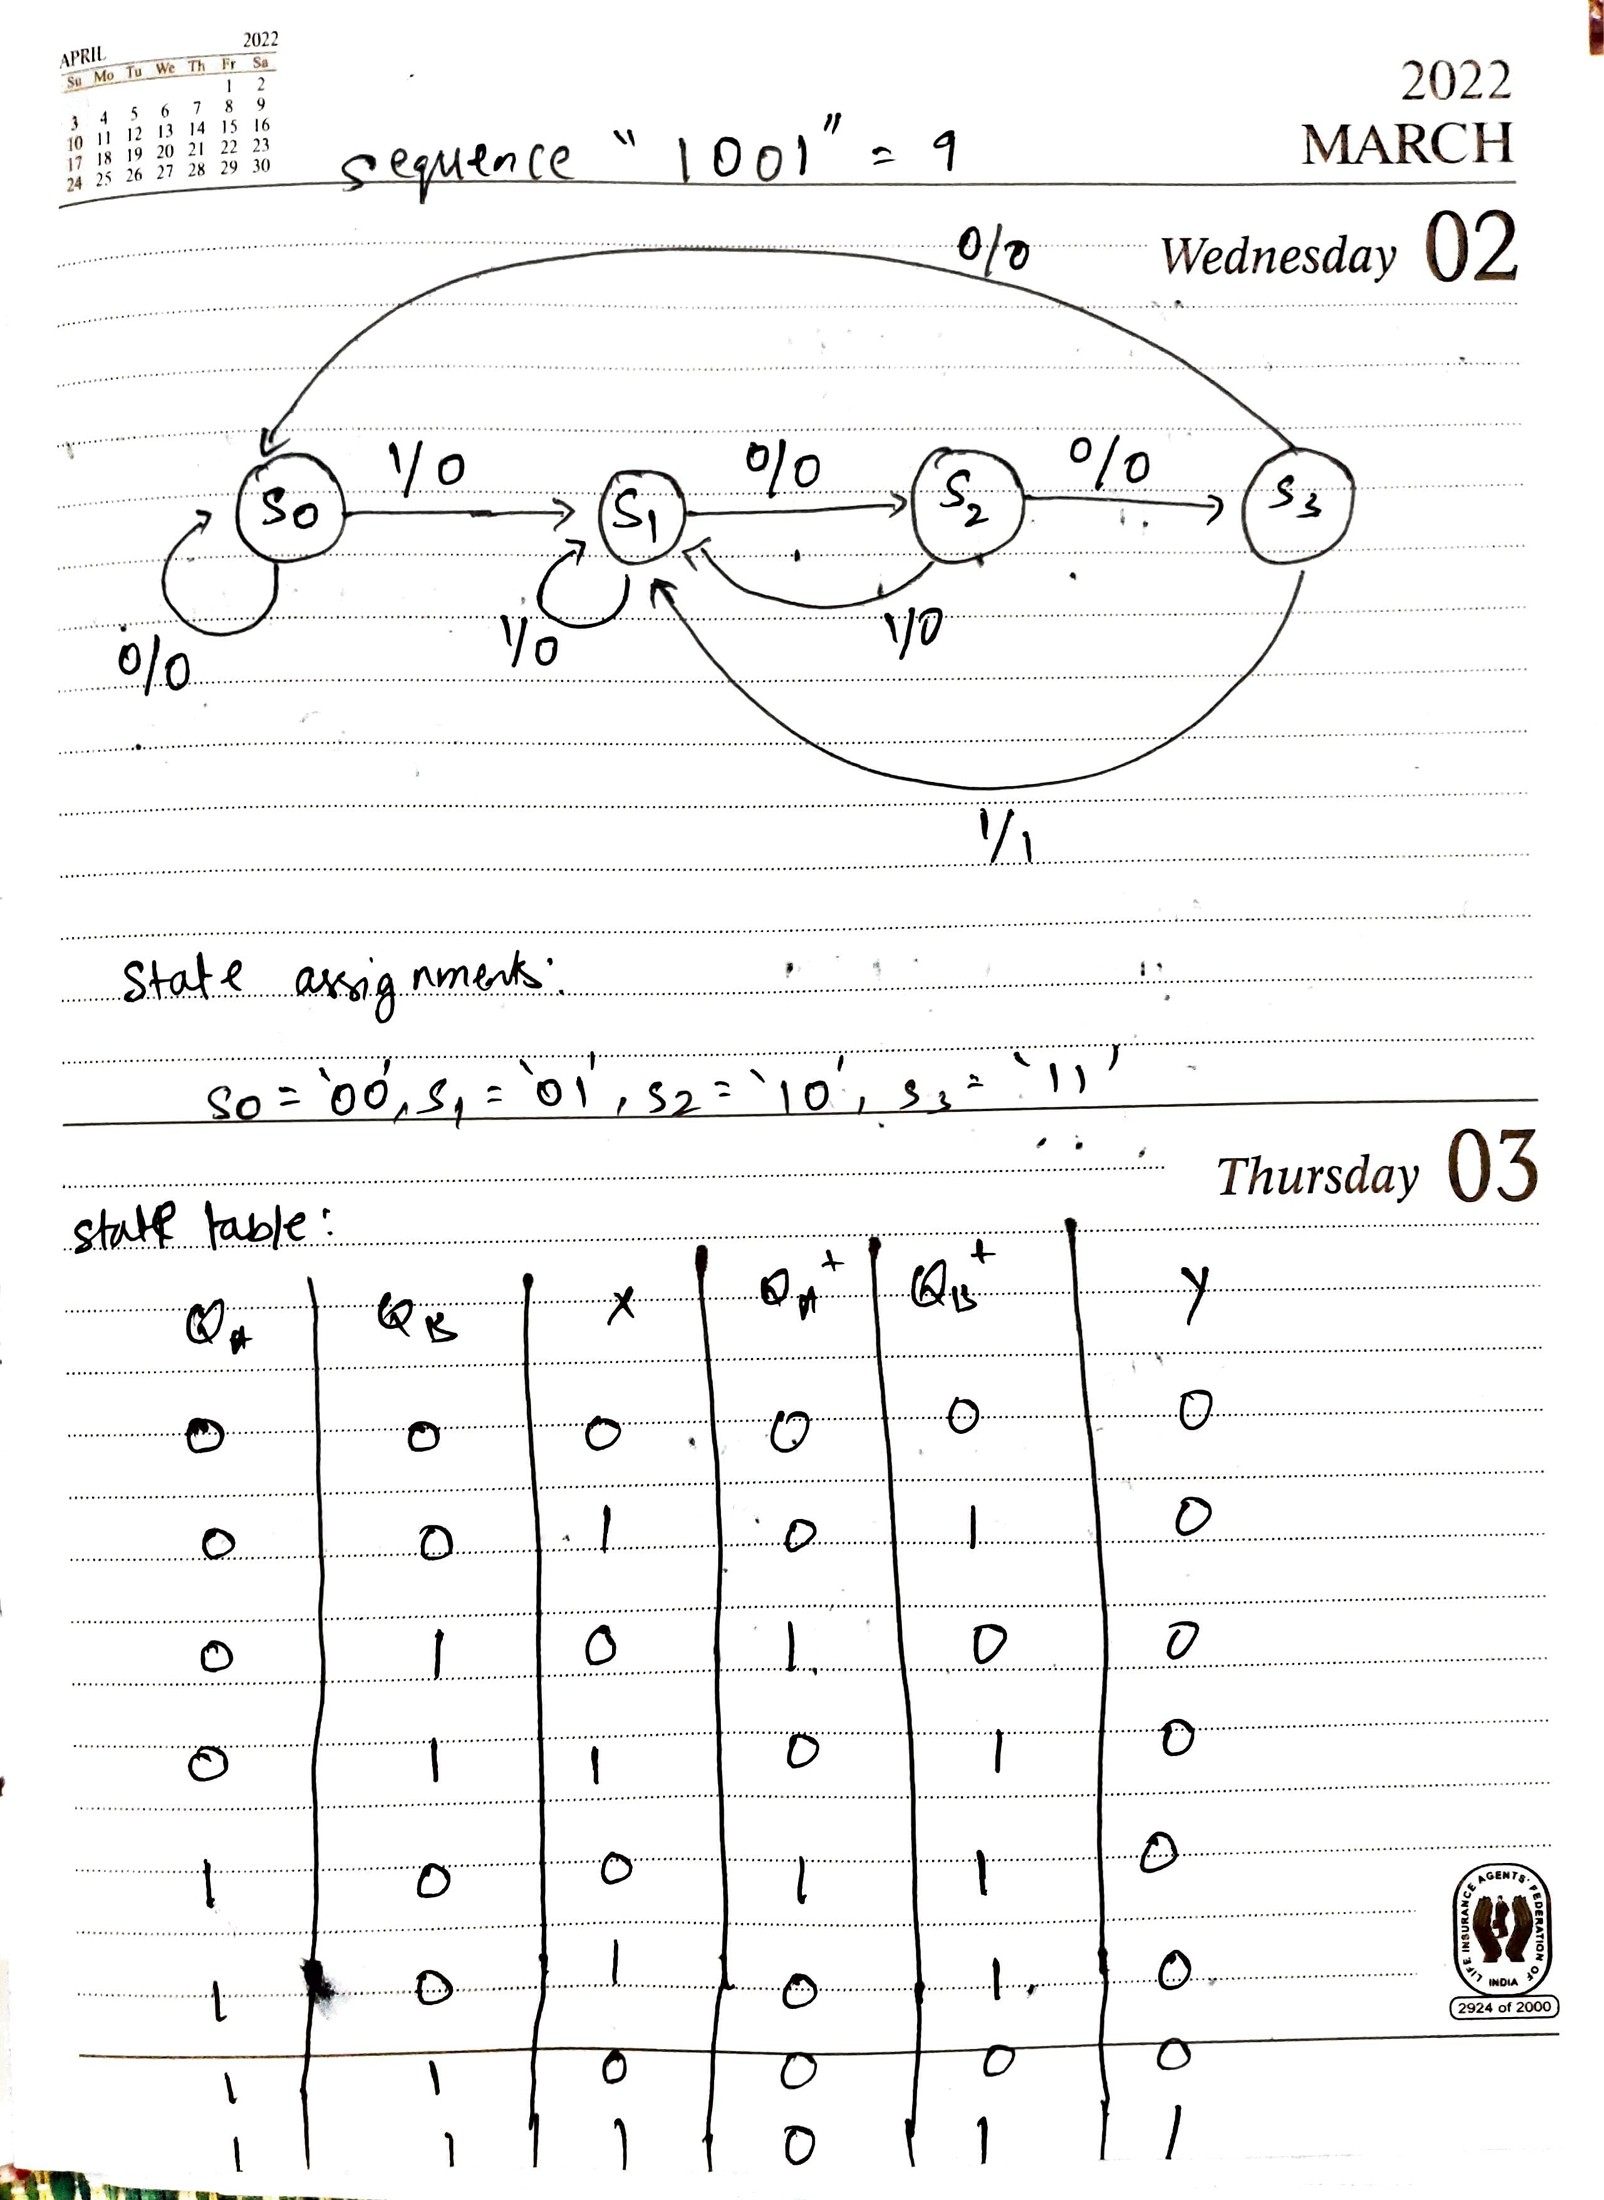 APRIL 2022
Su Mo Tu We Th Fr Sa
1 2
3 4 5 6 7 8 9
10 11 12 13 14 15 16
17 18 19 20 21 22 23
24 25 26 27 28 29 30
2022
MARCH
sequence "1001" = 9
Wednesday 02
0/0
1/0 0/0 0/0
S0 S1 S2 S3
0/0 1/0 1/0
1/1
State assignments:
S0 = '00', S1 = '01', S2 = '10', S3 = '11'
Thursday 03
state table:
QA QB X QA+ QB+ Y
0 0 0 0 0 0
0 0 1 0 1 0
0 1 0 1 0 0
0 1 1 0 1 0
1 0 0 1 1 0
1 0 1 0 1 0
1 1 0 0 0 0
1 1 1 0 1 1
LIFE INSURANCE AGENTS' FEDERATION OF INDIA
2924 of 2000